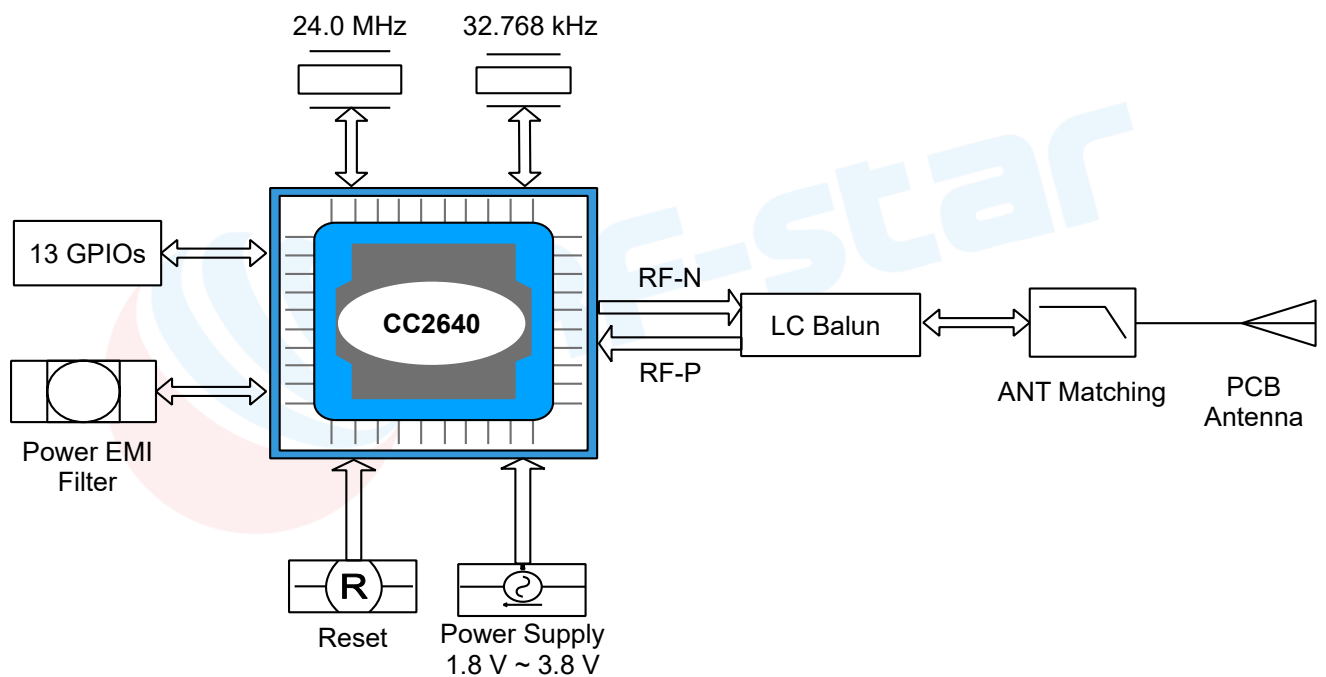 24.0 MHz
32.768 kHz
13 GPIOs
CC2640
RF-N
RF-P
LC Balun
ANT Matching
PCB
Antenna
Power EMI
Filter
R
Reset
Power Supply
1.8 V ~ 3.8 V
-star